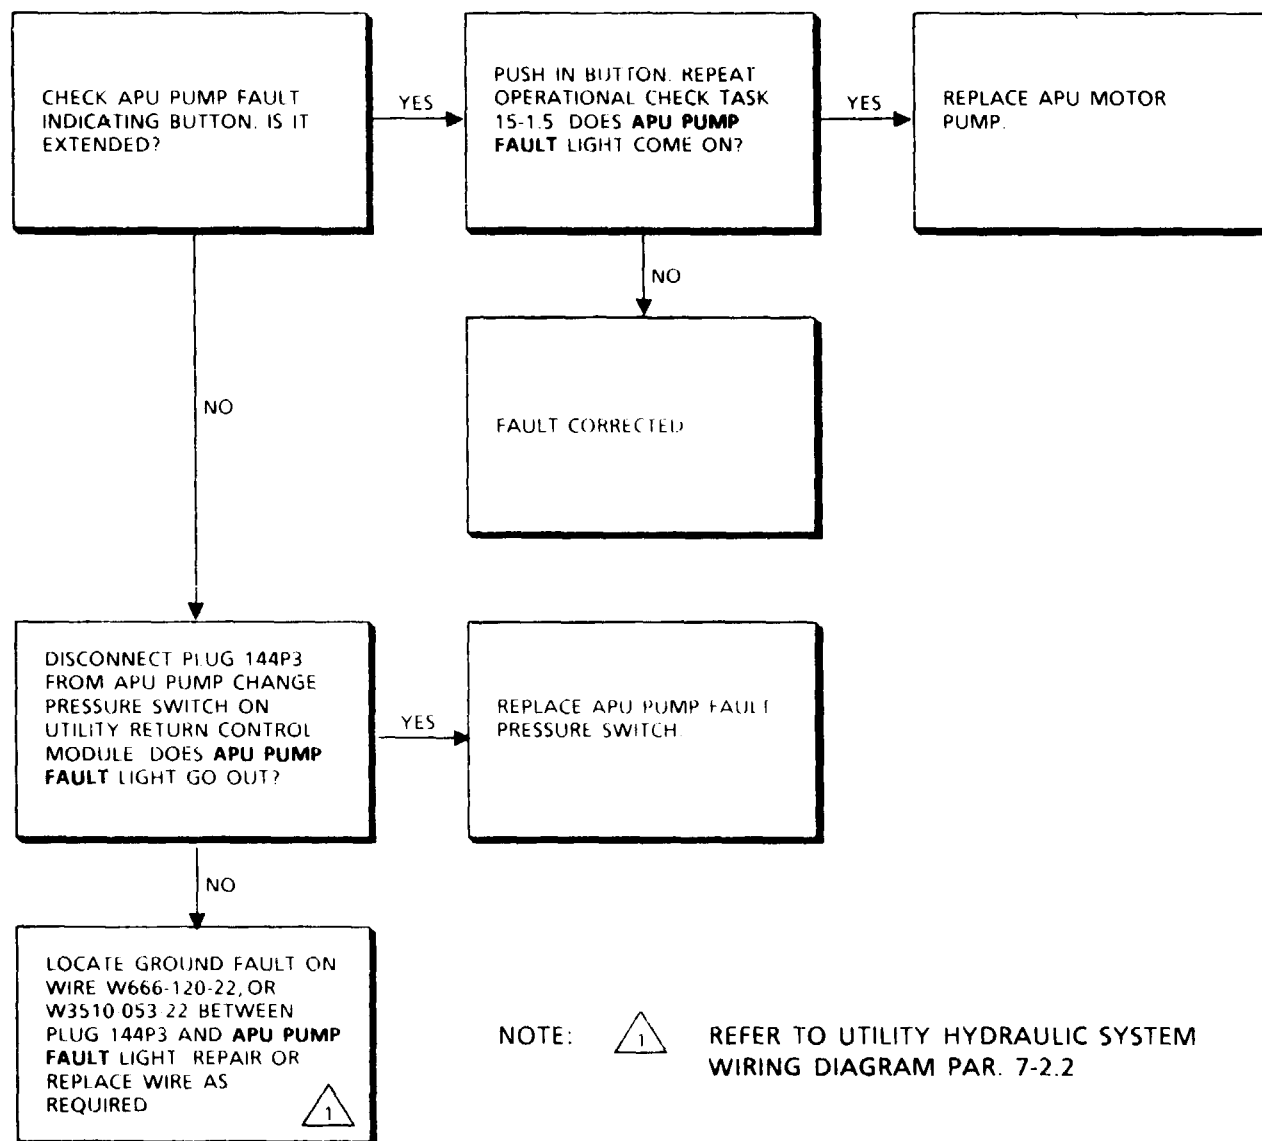 CHECK APU PUMP FAULT
INDICATING BUTTON. IS IT
EXTENDED?
YES
PUSH IN BUTTON. REPEAT
OPERATIONAL CHECK TASK
15-1.5 DOES APU PUMP
FAULT LIGHT COME ON?
YES
REPLACE APU MOTOR
PUMP.
NO
FAULT CORRECTED
NO
DISCONNECT PLUG 144P3
FROM APU PUMP CHANGE
PRESSURE SWITCH ON
UTILITY RETURN CONTROL
MODULE DOES APU PUMP
FAULT LIGHT GO OUT?
YES
REPLACE APU PUMP FAULT
PRESSURE SWITCH.
NO
LOCATE GROUND FAULT ON
WIRE W666-120-22, OR
W3510-053-22 BETWEEN
PLUG 144P3 AND APU PUMP
FAULT LIGHT REPAIR OR
REPLACE WIRE AS
REQUIRED
1
NOTE: 1 REFER TO UTILITY HYDRAULIC SYSTEM
WIRING DIAGRAM PAR. 7-2.2